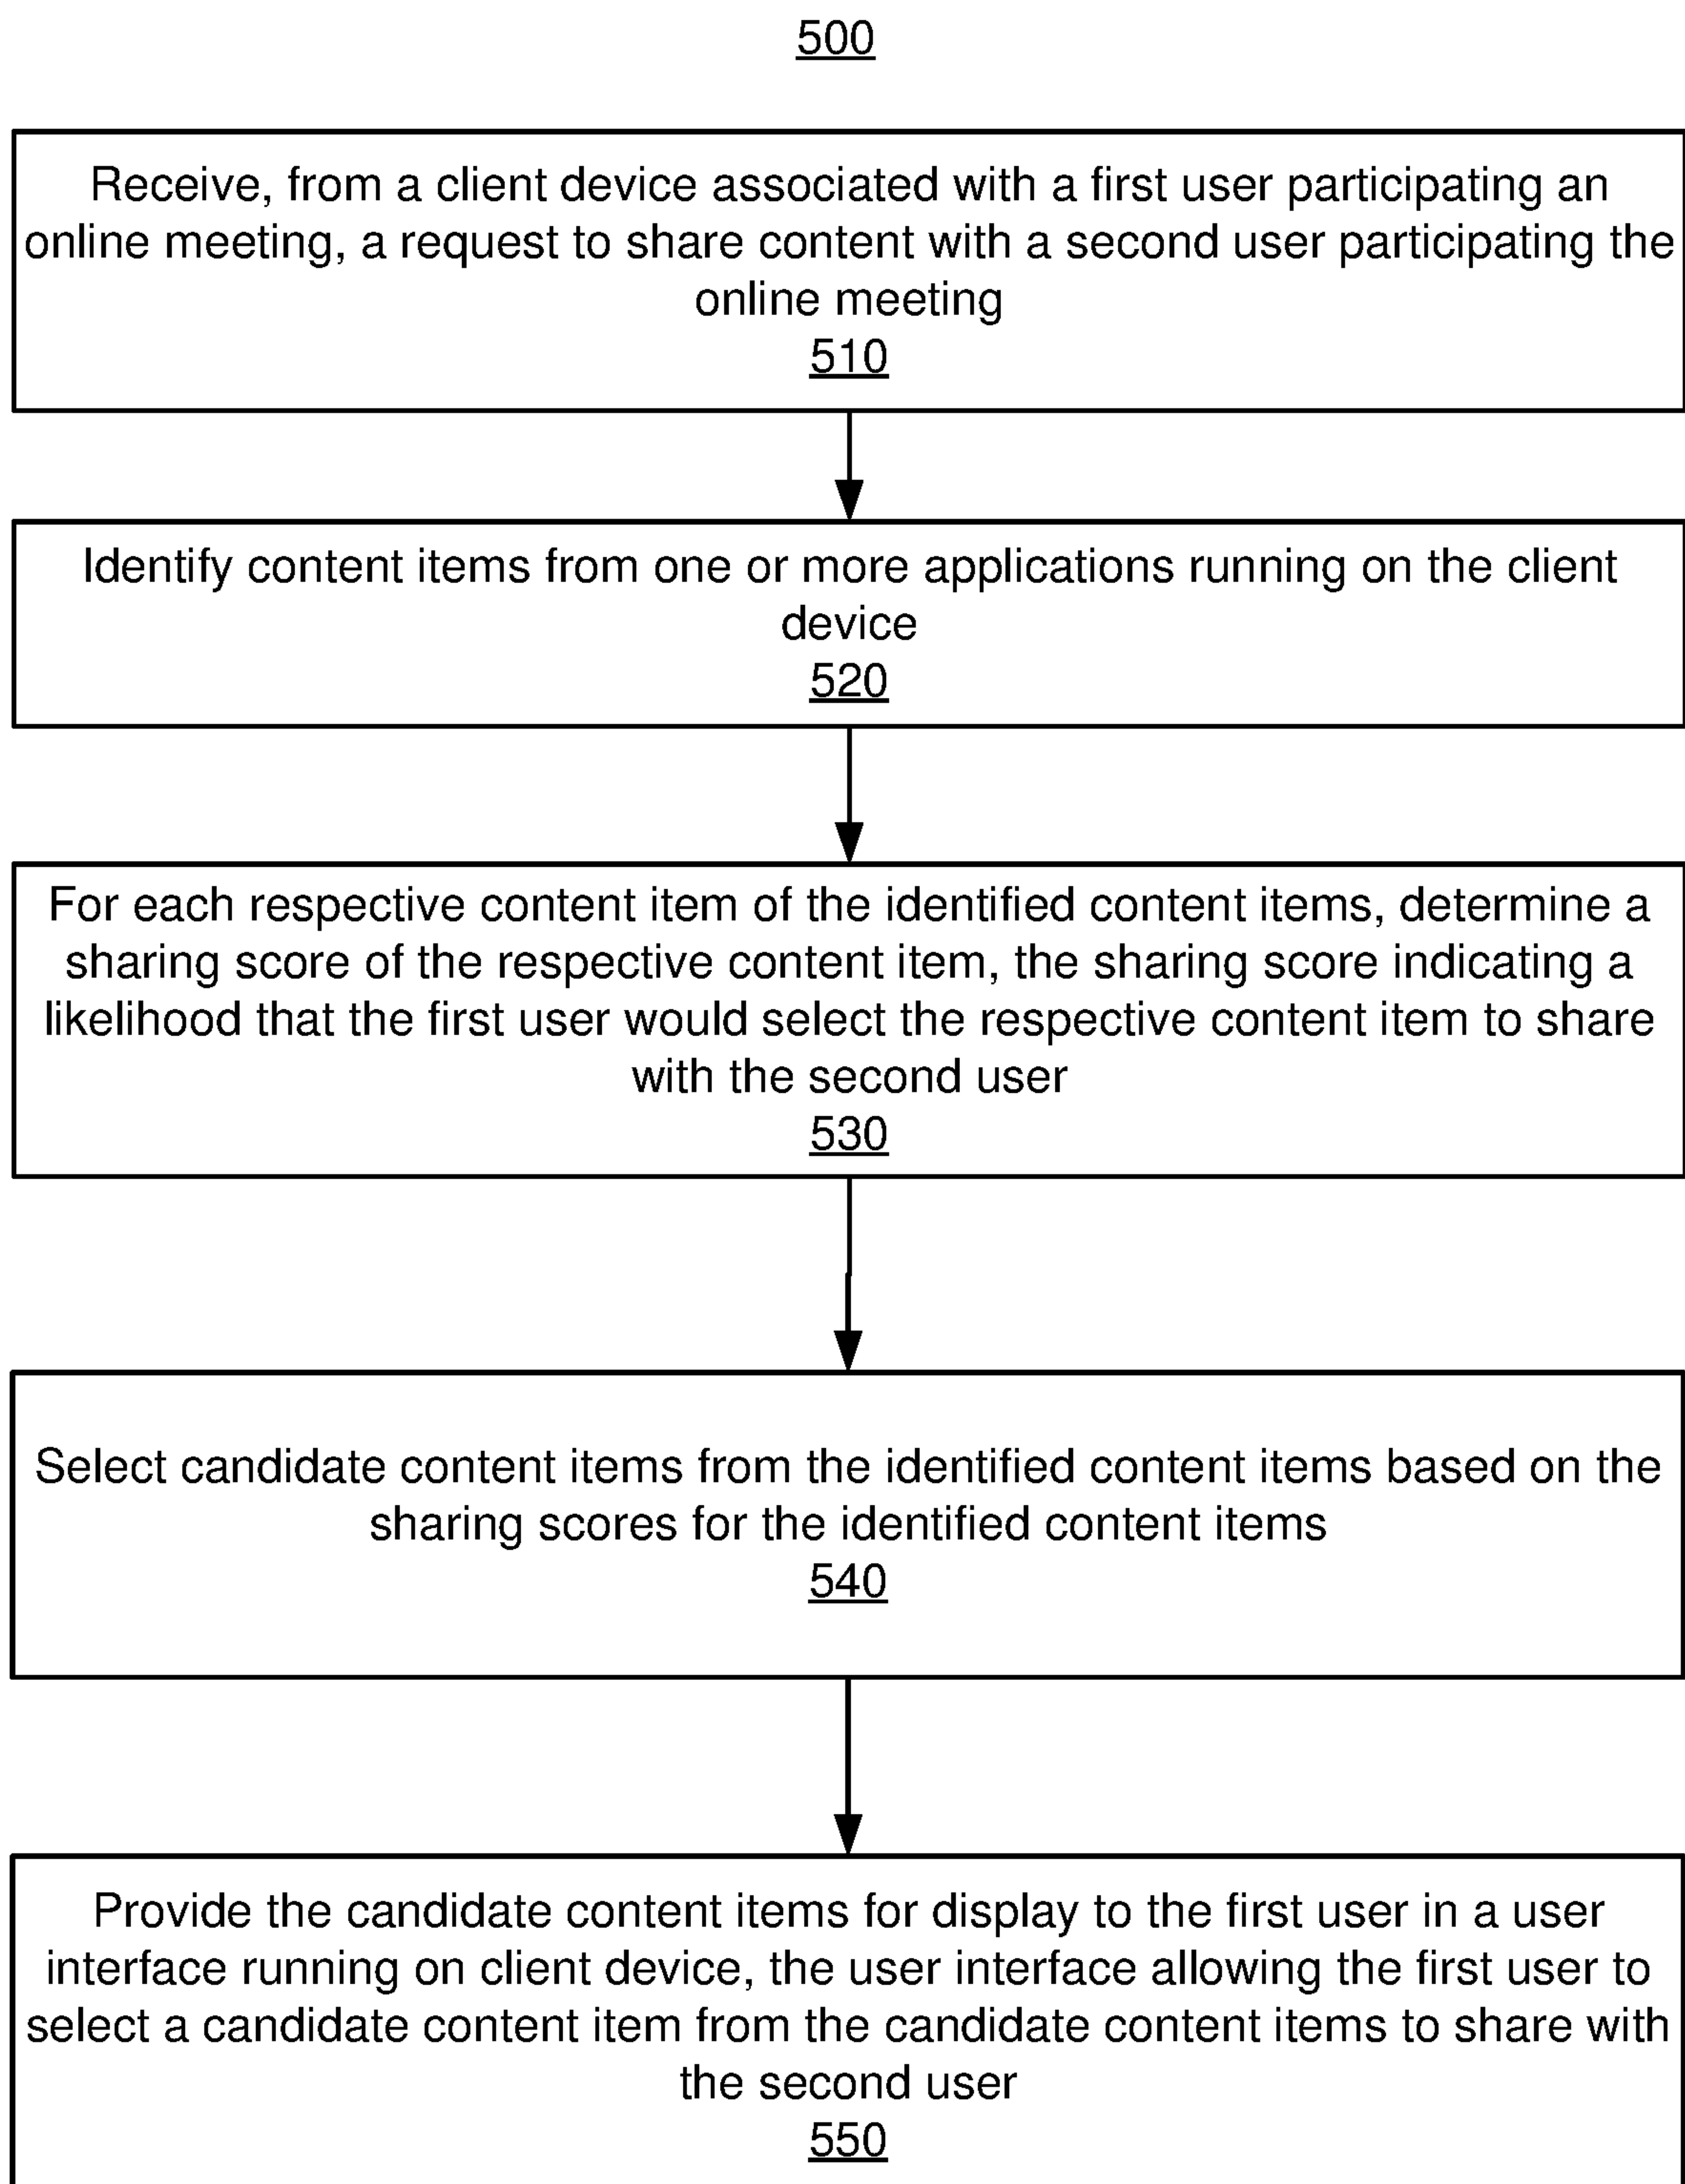 500
Receive, from a client device associated with a first user participating an
online meeting, a request to share content with a second user participating the
online meeting
510
Identify content items from one or more applications running on the client
device
520
For each respective content item of the identified content items, determine a
sharing score of the respective content item, the sharing score indicating a
likelihood that the first user would select the respective content item to share
with the second user
530
Select candidate content items from the identified content items based on the
sharing scores for the identified content items
540
Provide the candidate content items for display to the first user in a user
interface running on client device, the user interface allowing the first user to
select a candidate content item from the candidate content items to share with
the second user
550